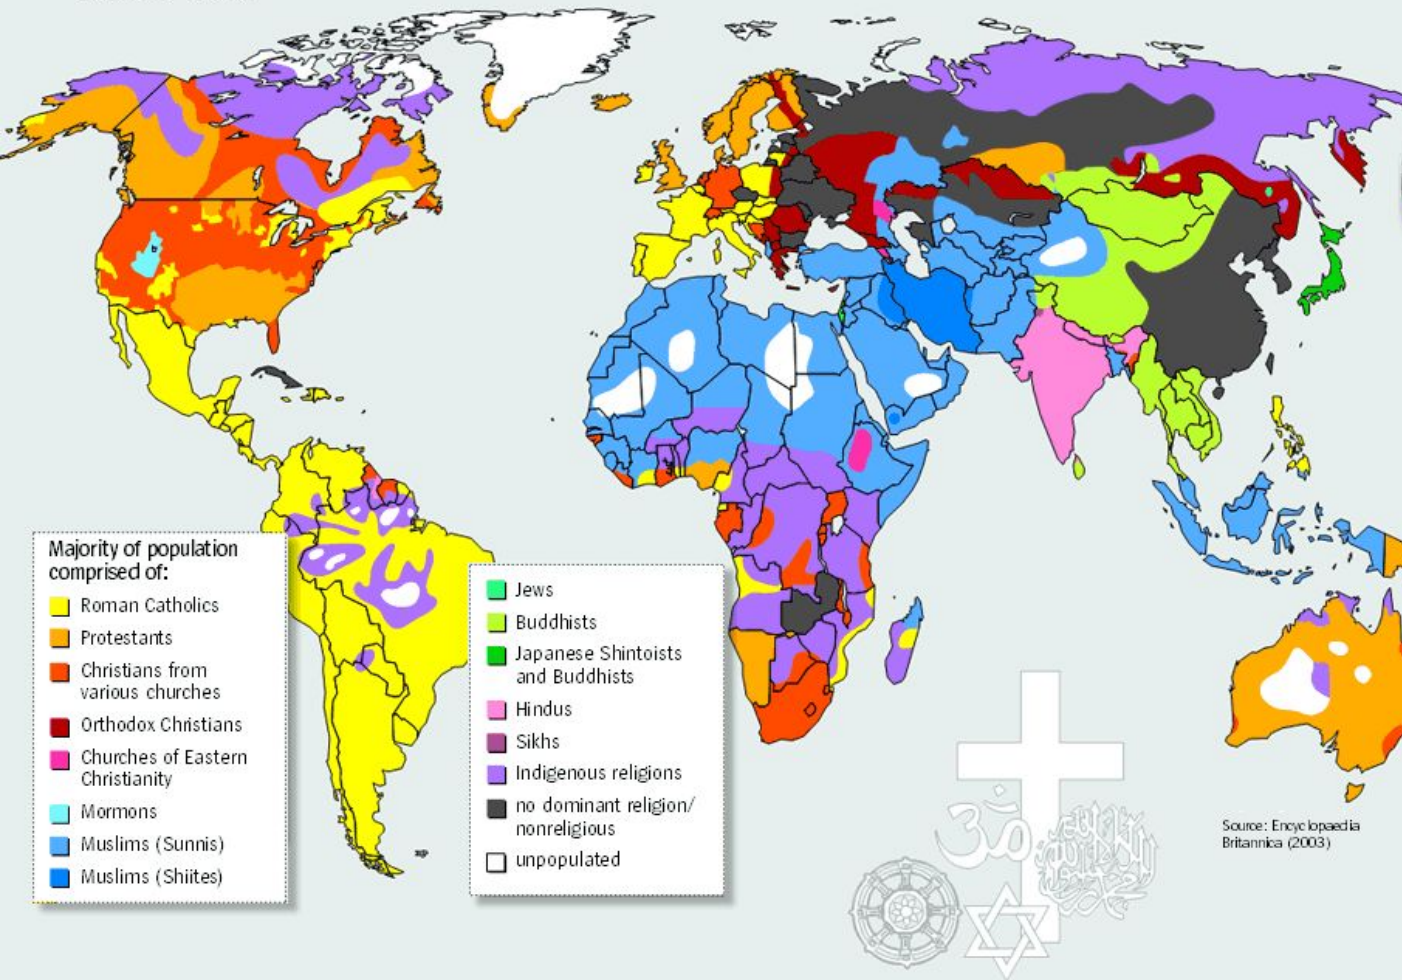 Majority of population
comprised of:
Roman Catholics
Protestants
Christians from
various churches
Orthodox Christians
Churches of Eastern
Christianity
Mormons
Muslims (Sunnis)
Muslims (Shiites)
Jews
Buddhists
Japanese Shintoists
and Buddhists
Hindus
Sikhs
Indigenous religions
no dominant religion/
nonreligious
unpopulated
Source: Encyclopaedia
Britannica (2003)
ॐ